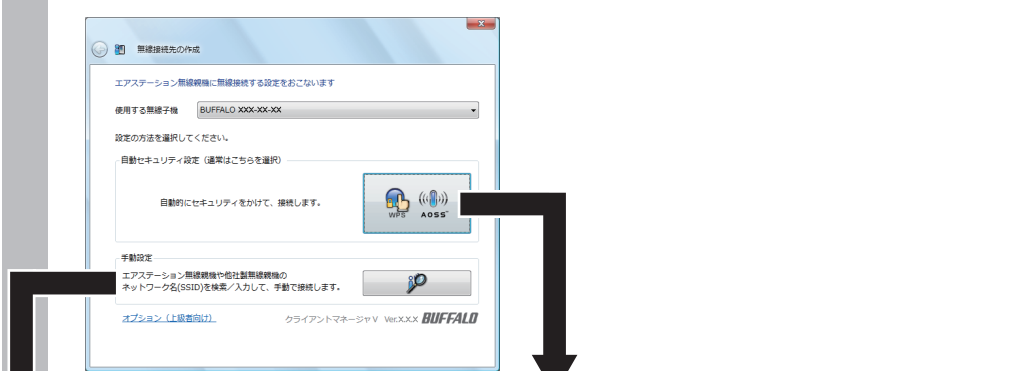 無線接続先の作成
エアステーション無線親機に無線接続する設定をおこないます
使用する無線子機 BUFFALO XXX-XX-XX
設定の方法を選択してください。
自動セキュリティ設定（通常はこちらを選択）
自動的にセキュリティをかけて、接続します。
WPS AOSS™
手動設定
エアステーション無線親機や他社製無線親機の
ネットワーク名(SSID)を検索／入力して、手動で接続します。
オプション（上級者向け） クライアントマネージャ V Ver.X.X.X BUFFALO